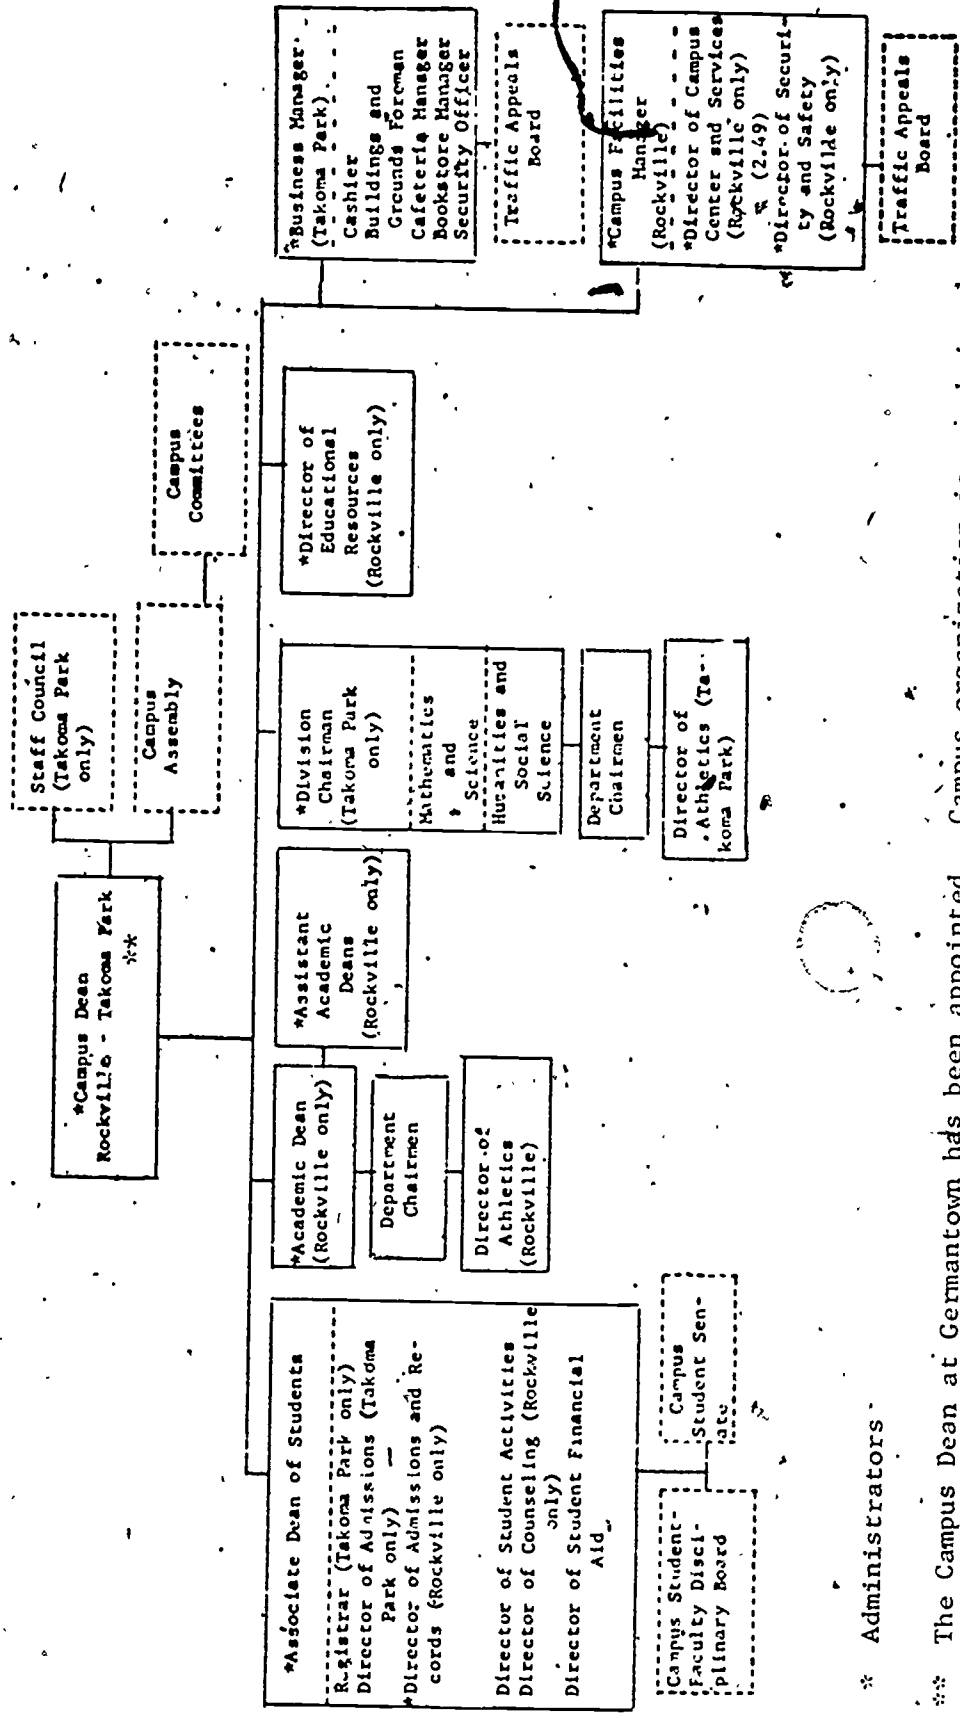 Staff Council
(Takoma Park
only)
*Campus Dean
Rockville - Takoma Park
**
Campus
Assembly
Campus
Committees
*Associate Dean of Students
Registrar (Takoma Park only)
Director of Admissions (Takoma
Park only)
*Director of Admissions and Re-
cords (Rockville only)
Director of Student Activities
Director of Counseling (Rockville
only)
Director of Student Financial
Aid
Campus Student-
Faculty Disci-
plinary Board
Campus
Student Sen-
ate
*Academic Dean
(Rockville only)
Department
Chairmen
Director of
Athletics
(Rockville)
*Assistant
Academic
Deans
(Rockville only)
*Division
Chairman
(Takoma Park
only)
Mathematics
and
Science
Humanities and
Social
Science
Department
Chairmen
Director of
Athletics (Ta-
koma Park)
*Director of
Educational
Resources
(Rockville only)
*Business Manager
(Takoma Park)
Cashier
Buildings and
Grounds Foreman
Cafeteria Manager
Bookstore Manager
Security Officer
Traffic Appeals
Board
*Campus Facilities
Manager
(Rockville)
*Director of Campus
Center and Services
(Rockville only)
(2.49)
*Director of Securi-
ty and Safety
(Rockville only)
Traffic Appeals
Board
* Administrators
** The Campus Dean at Germantown has been appointed. Campus organization is